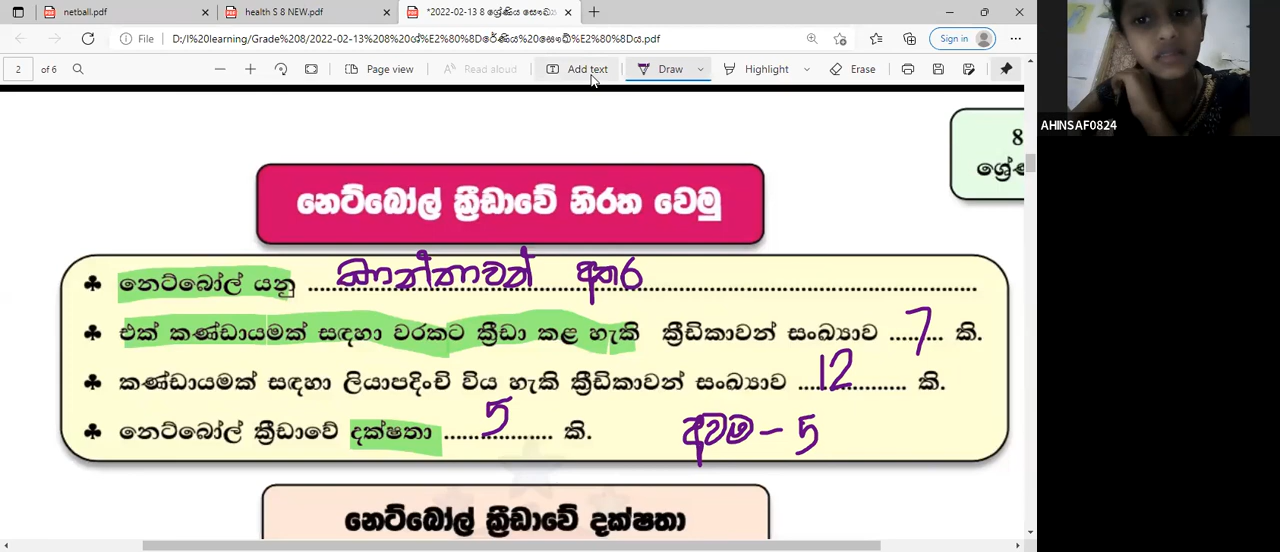 netball.pdf health S 8 NEW.pdf *2022-02-13 8 ශ්‍රේණිය සෞඛ්‍ය
File D:/I%20learning/Grade%208/2022-02-13%208%20ශ්%E2%80%8Dරේණිය%20සෞඛ්%E2%80%8Dය.pdf Sign in
2 of 6 Page view Read aloud Add text Draw Highlight Erase
AHINSAF0824
8
ශ්‍රේණ
නෙට්බෝල් ක්‍රීඩාවේ නිරත වෙමු
♣ නෙට්බෝල් යනු ........ කාන්තාවන් අතර ........
♣ එක් කණ්ඩායමක් සඳහා වරකට ක්‍රීඩා කළ හැකි ක්‍රීඩිකාවන් සංඛ්‍යාව ..... 7 ... කි.
♣ කණ්ඩායමක් සඳහා ලියාපදිංචි විය හැකි ක්‍රීඩිකාවන් සංඛ්‍යාව .... 12 .... කි.
♣ නෙට්බෝල් ක්‍රීඩාවේ දක්ෂතා ....... 5 ....... කි. අවම - 5
නෙට්බෝල් ක්‍රීඩාවේ දක්ෂතා